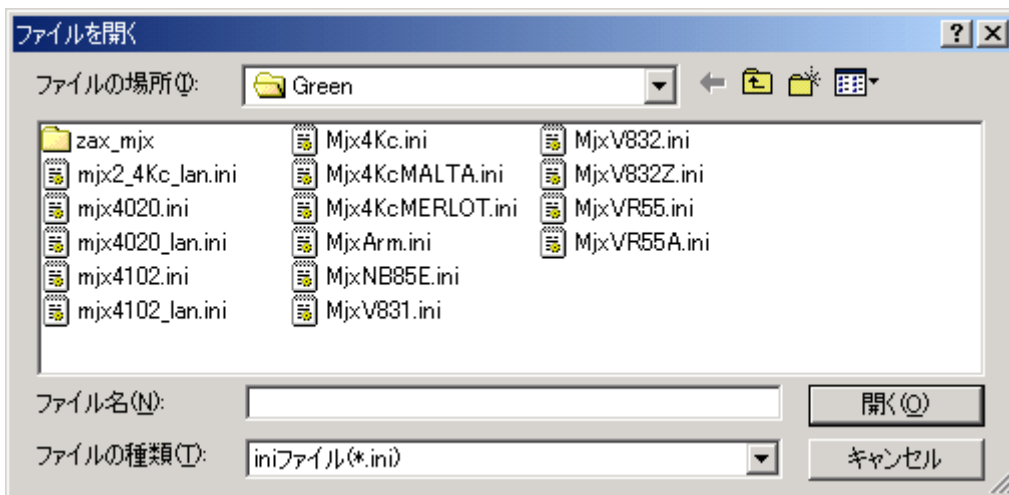 ファイルを開く
ファイルの場所(I): Green
zax_mjx
mjx2_4Kc_lan.ini
mjx4020.ini
mjx4020_lan.ini
mjx4102.ini
mjx4102_lan.ini
Mjx4Kc.ini
Mjx4KcMALTA.ini
Mjx4KcMERLOT.ini
MjxArm.ini
MjxNB85E.ini
MjxV831.ini
MjxV832.ini
MjxV832Z.ini
MjxVR55.ini
MjxVR55A.ini
ファイル名(N): 開く(O)
ファイルの種類(T): iniファイル(*.ini) キャンセル